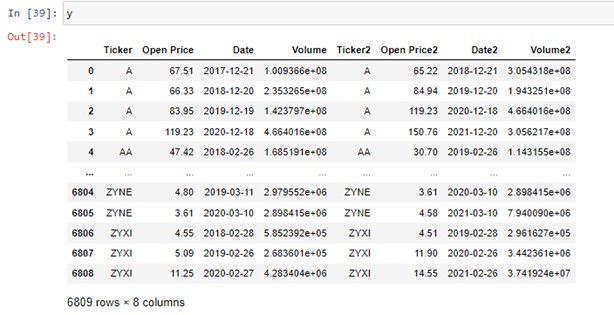 In [39]: y
Out[39]:
Ticker Open Price Date Volume Ticker2 Open Price2 Date2 Volume2
0 A 67.51 2017-12-21 1.009366e+08 A 65.22 2018-12-21 3.054318e+08
1 A 66.33 2018-12-20 2.353265e+08 A 84.94 2019-12-20 1.943251e+08
2 A 83.95 2019-12-19 1.423797e+08 A 119.23 2020-12-18 4.664016e+08
3 A 119.23 2020-12-18 4.664016e+08 A 150.76 2021-12-20 3.056217e+08
4 AA 47.42 2018-02-26 1.685191e+08 AA 30.70 2019-02-26 1.143155e+08
... ... ... ... ... ... ... ... ...
6804 ZYNE 4.80 2019-03-11 2.979552e+06 ZYNE 3.61 2020-03-10 2.898415e+06
6805 ZYNE 3.61 2020-03-10 2.898415e+06 ZYNE 4.58 2021-03-10 7.940090e+06
6806 ZYXI 4.55 2018-02-28 5.852392e+05 ZYXI 4.51 2019-02-28 2.961627e+05
6807 ZYXI 5.09 2019-02-26 2.683601e+05 ZYXI 11.90 2020-02-26 3.442361e+06
6808 ZYXI 11.25 2020-02-27 4.283404e+06 ZYXI 14.55 2021-02-26 3.741924e+07
6809 rows × 8 columns